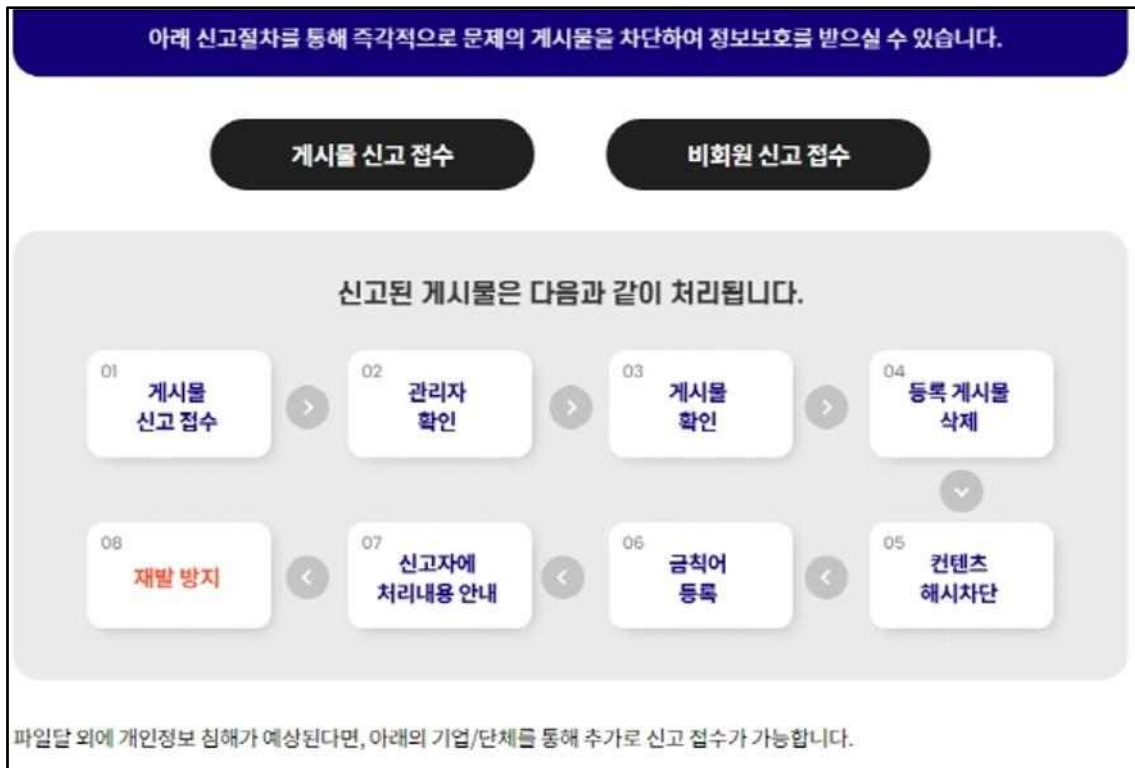 아래 신고절차를 통해 즉각적으로 문제의 게시물을 차단하여 정보보호를 받으실 수 있습니다.
게시물 신고 접수
비회원 신고 접수
신고된 게시물은 다음과 같이 처리됩니다.
01
게시물
신고 접수
02
관리자
확인
03
게시물
확인
04
등록 게시물
삭제
05
컨텐츠
해시차단
06
금칙어
등록
07
신고자에
처리내용 안내
08
재발 방지
파일달 외에 개인정보 침해가 예상된다면, 아래의 기업/단체를 통해 추가로 신고 접수가 가능합니다.